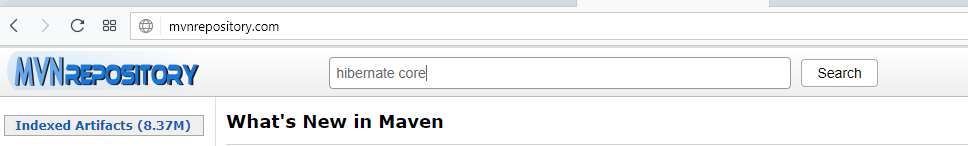 mvnrepository.com
MVNREPOSITORY
hibernate core
Search
Indexed Artifacts (8.37M)
What's New in Maven